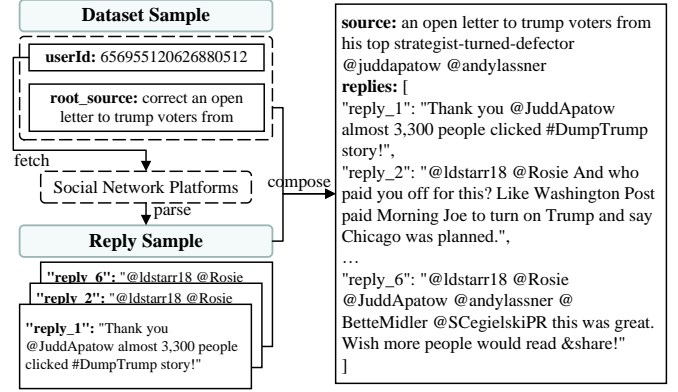 Dataset Sample
userId: 656955120626880512
root_source: correct an open
letter to trump voters from
fetch
Social Network Platforms
parse
compose
Reply Sample
"reply_6": "@ldstarr18 @Rosie
"reply_2": "@ldstarr18 @Rosie
"reply_1": "Thank you
@JuddApatow almost 3,300 people
clicked #DumpTrump story!"
source: an open letter to trump voters from
his top strategist-turned-defector
@juddapatow @andylassner
replies: [
"reply_1": "Thank you @JuddApatow
almost 3,300 people clicked #DumpTrump
story!",
"reply_2": "@ldstarr18 @Rosie And who
paid you off for this? Like Washington Post
paid Morning Joe to turn on Trump and say
Chicago was planned.",
…
"reply_6": "@ldstarr18 @Rosie
@JuddApatow @andylassner @
BetteMidler @SCegielskiPR this was great.
Wish more people would read &share!"
]